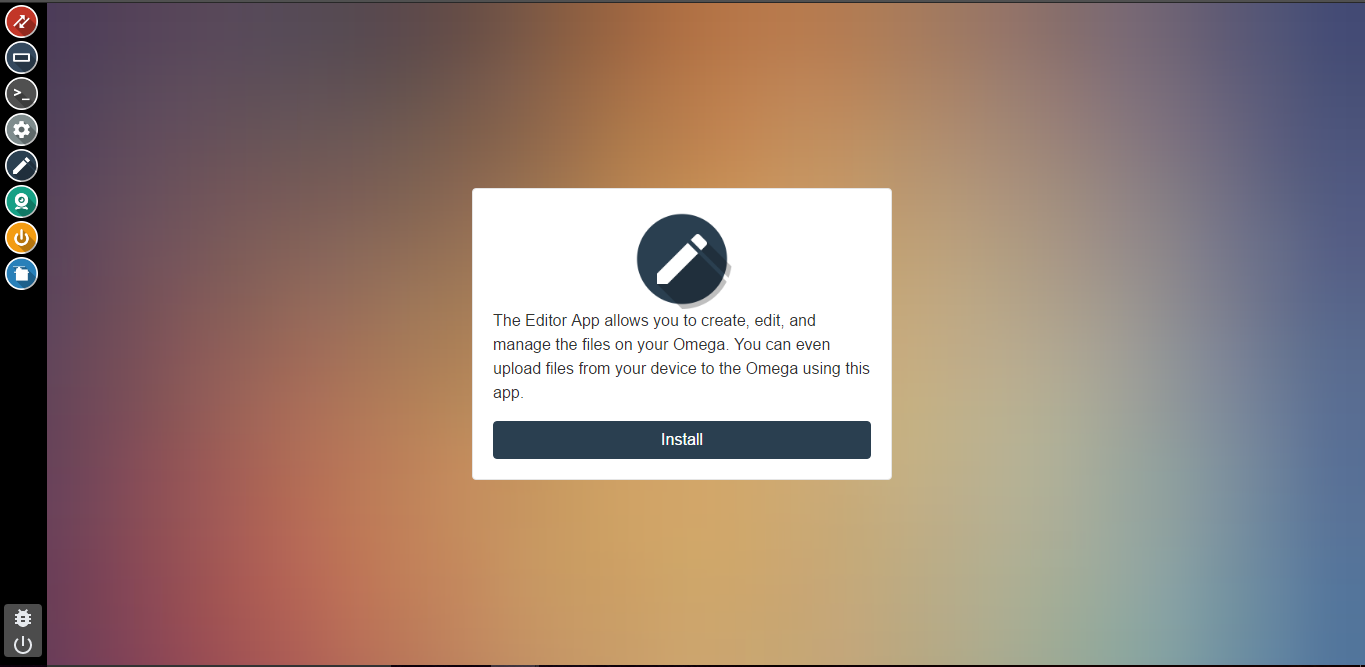 The Editor App allows you to create, edit, and
manage the files on your Omega. You can even
upload files from your device to the Omega using this
app.
Install